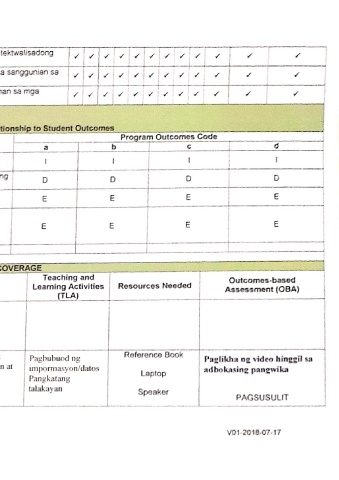 tektwalisadong ✓ ✓ ✓ ✓ ✓ ✓ ✓ ✓ ✓ ✓ ✓
a sanggunian sa ✓ ✓ ✓ ✓ ✓ ✓ ✓ ✓ ✓ ✓ ✓
nan sa mga ✓ ✓ ✓ ✓ ✓ ✓ ✓ ✓ ✓ ✓ ✓
tionship to Student Outcomes
Program Outcomes Code
a b c d
I I I I
ng D D D D
E E E E
E E E E
COVERAGE
Teaching and
Learning Activities
(TLA)
Resources Needed
Outcomes-based
Assessment (OBA)
n at
Pagbubuod ng
impormasyon/datos
Pangkatang
talakayan
Reference Book
Laptop
Speaker
Paglikha ng video hinggil sa
adbokasing pangwika
PAGSUSULIT
V01-2018-07-17